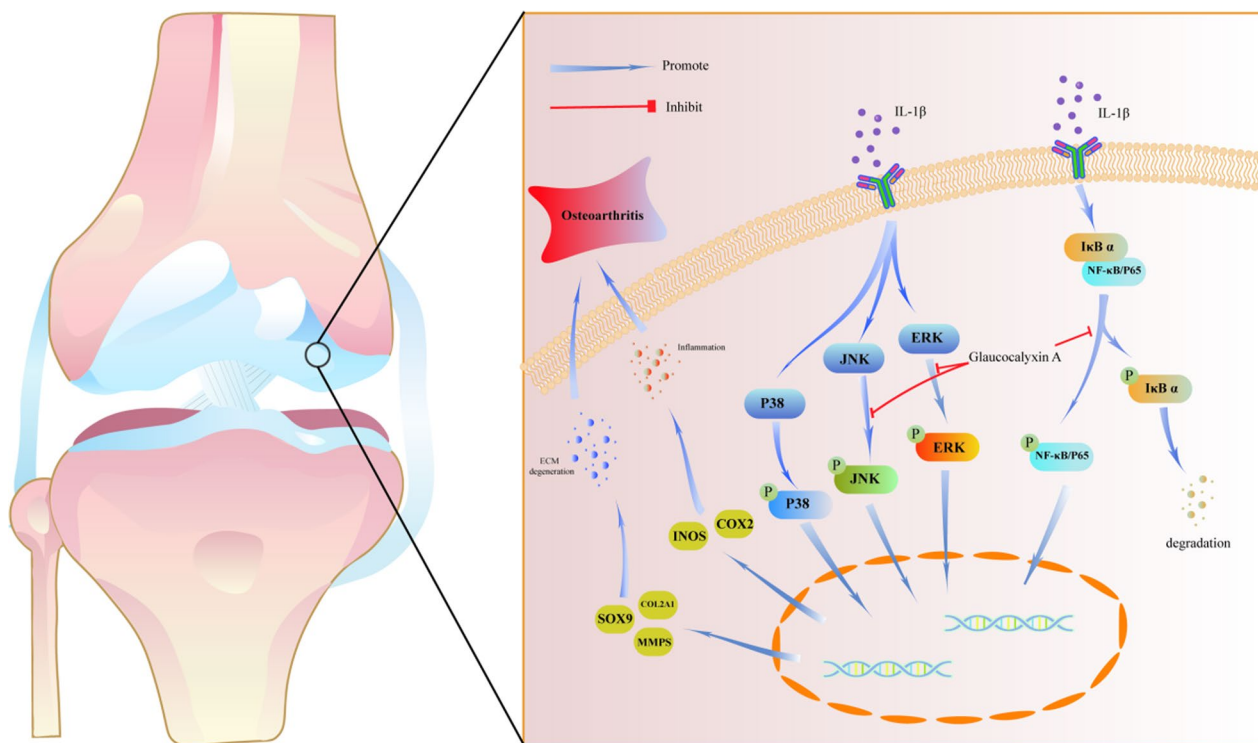 Promote
Inhibit
IL-1β
IL-1β
Osteoarthritis
IκB α
NF-κB/P65
Inflammation
ERK
JNK
Glaucocalyxin A
P38
P
IκB α
ECM
degeneration
P
ERK
P
NF-κB/P65
P
JNK
P
P38
COX2
INOS
degradation
COL2A1
SOX9
MMPS